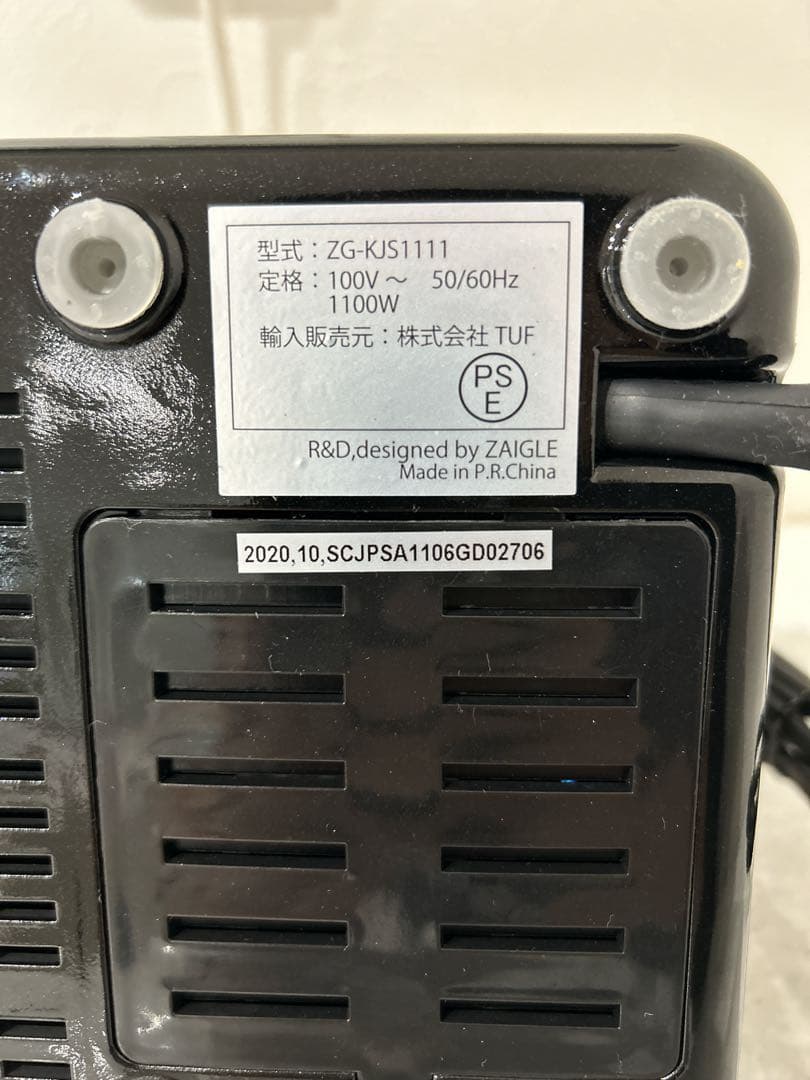 型式：ZG-KJS1111
定格：100V～ 50/60Hz
1100W
輸入販売元：株式会社 TUF
PS
E
R&D,designed by ZAIGLE
Made in P.R.China
2020,10,SCJPSA1106GD02706